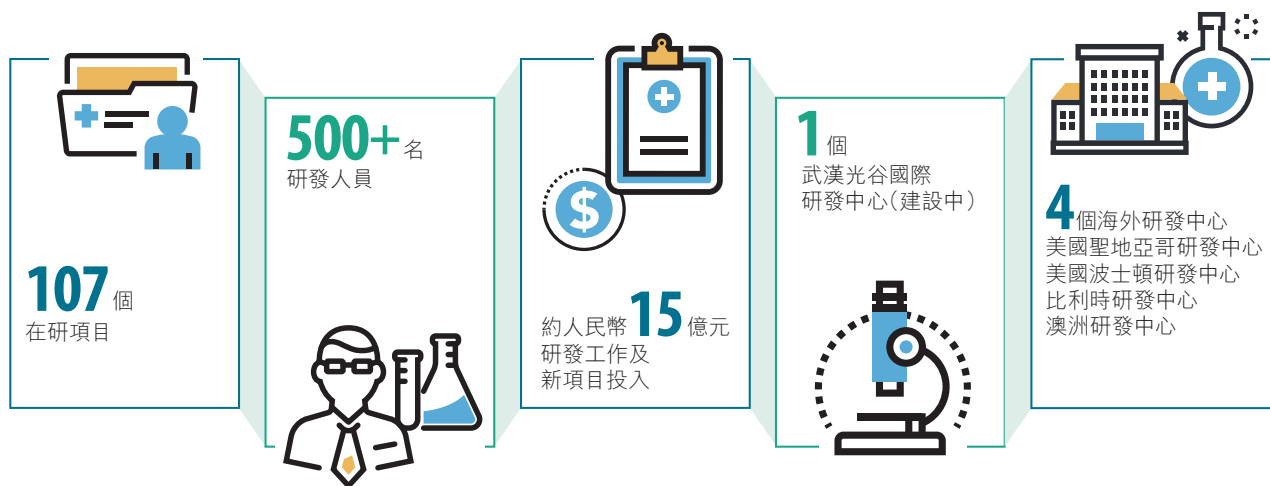 107個
在研項目
500+名
研發人員
$
約人民幣15億元
研發工作及
新項目投入
1個
武漢光谷國際
研發中心(建設中)
4個海外研發中心
美國聖地亞哥研發中心
美國波士頓研發中心
比利時研發中心
澳洲研發中心